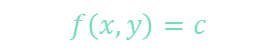 f(x, y) = c